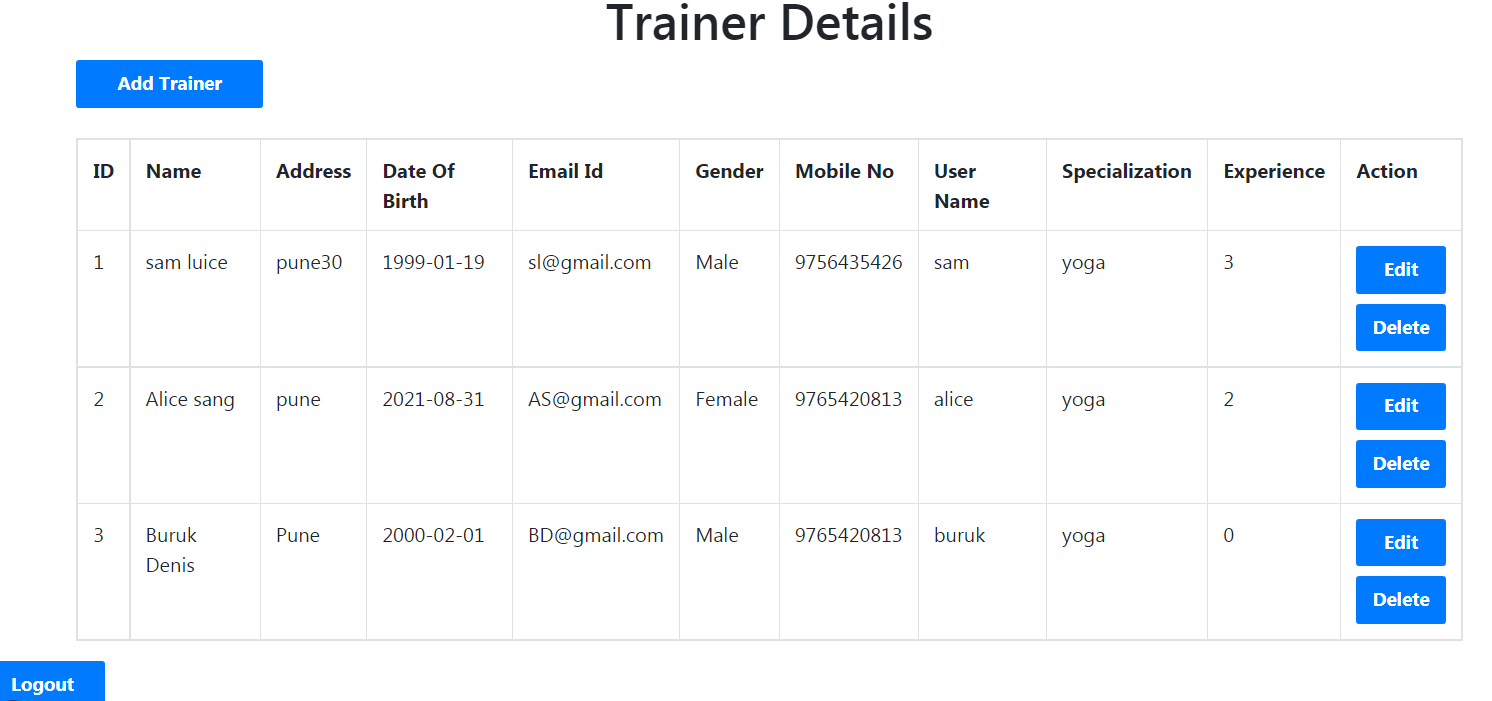 Trainer Details
Add Trainer
ID Name Address Date Of Birth Email Id Gender Mobile No User Name Specialization Experience Action
1 sam luice pune30 1999-01-19 sl@gmail.com Male 9756435426 sam yoga 3 Edit
Delete
2 Alice sang pune 2021-08-31 AS@gmail.com Female 9765420813 alice yoga 2 Edit
Delete
3 Buruk Denis Pune 2000-02-01 BD@gmail.com Male 9765420813 buruk yoga 0 Edit
Delete
Logout